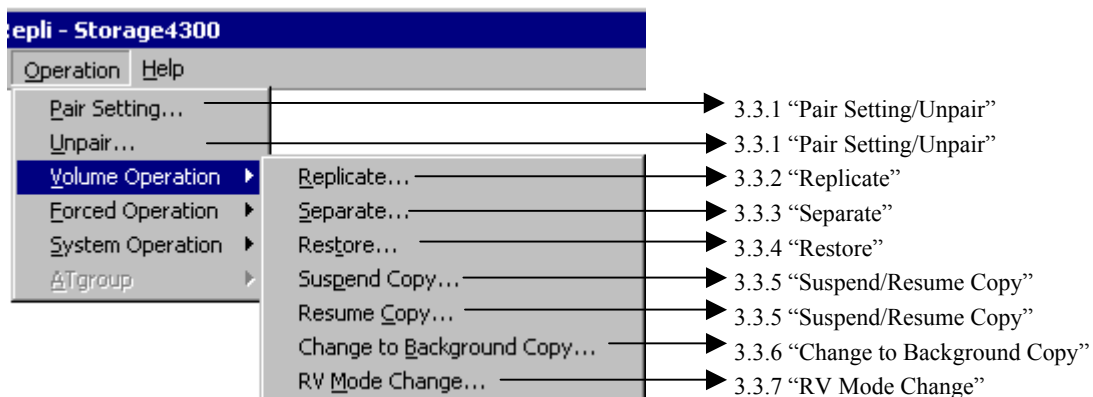 epli - Storage4300
Operation Help
Pair Setting... 3.3.1 “Pair Setting/Unpair”
Unpair... 3.3.1 “Pair Setting/Unpair”
Volume Operation Replicate... 3.3.2 “Replicate”
Forced Operation Separate... 3.3.3 “Separate”
System Operation Restore... 3.3.4 “Restore”
ATgroup Suspend Copy... 3.3.5 “Suspend/Resume Copy”
Resume Copy... 3.3.5 “Suspend/Resume Copy”
Change to Background Copy... 3.3.6 “Change to Background Copy”
RV Mode Change... 3.3.7 “RV Mode Change”